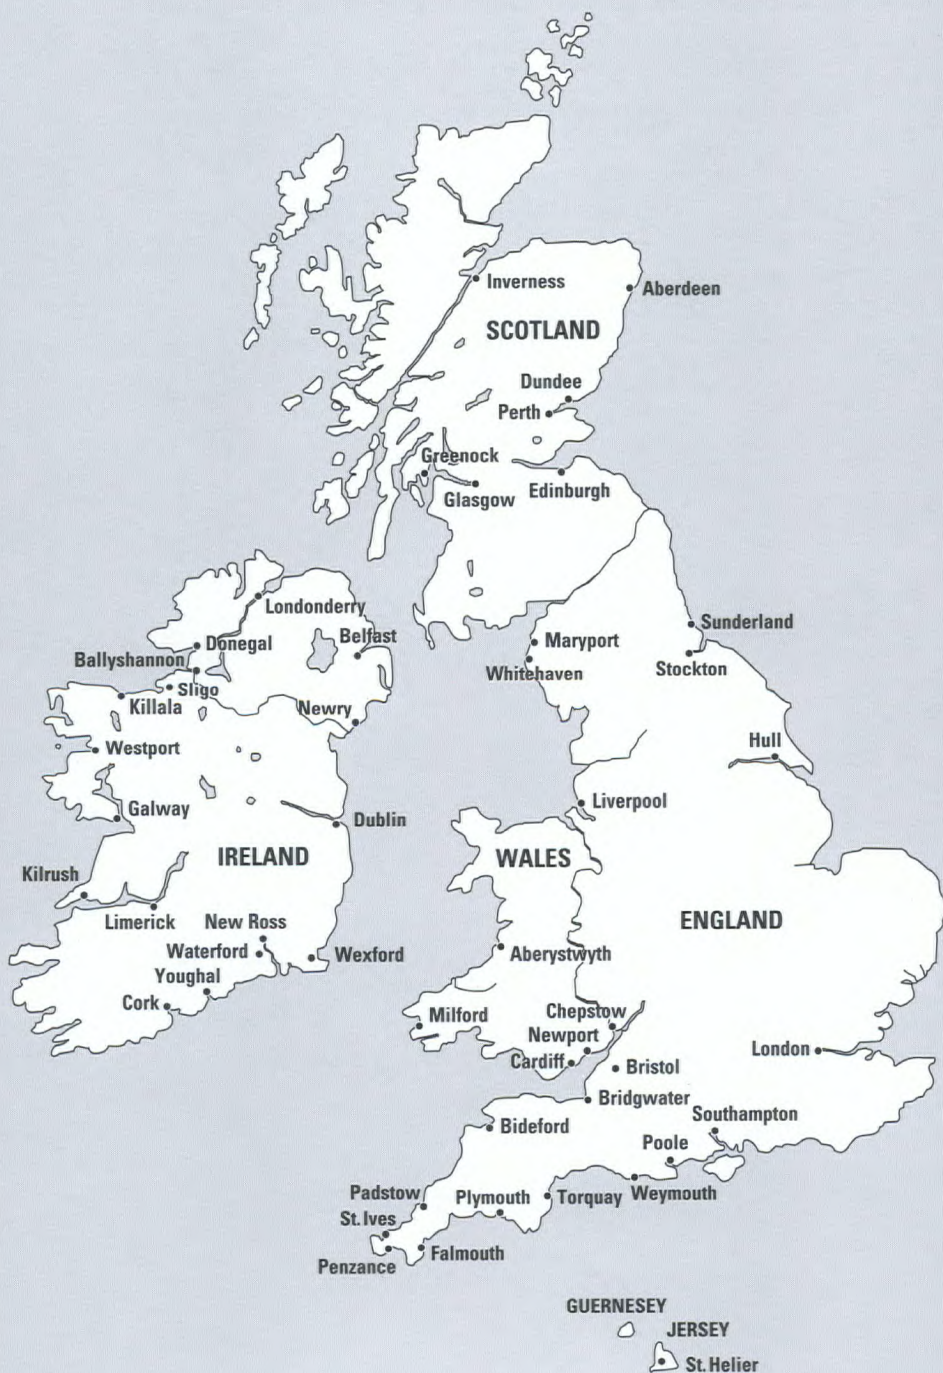 Inverness
Aberdeen
SCOTLAND
Dundee
Perth
Greenock
Glasgow
Edinburgh
Londonderry
Donegal
Belfast
Ballyshannon
Sligo
Killala
Newry
Westport
Galway
Dublin
IRELAND
Kilrush
Limerick
New Ross
Waterford
Wexford
Youghal
Cork
Maryport
Whitehaven
Sunderland
Stockton
Hull
Liverpool
WALES
ENGLAND
Aberystwyth
Milford
Chepstow
Newport
Cardiff
London
Bristol
Bridgwater
Southampton
Bideford
Poole
Padstow
Plymouth
Torquay
Weymouth
St. Ives
Penzance
Falmouth
GUERNESEY
JERSEY
St. Helier